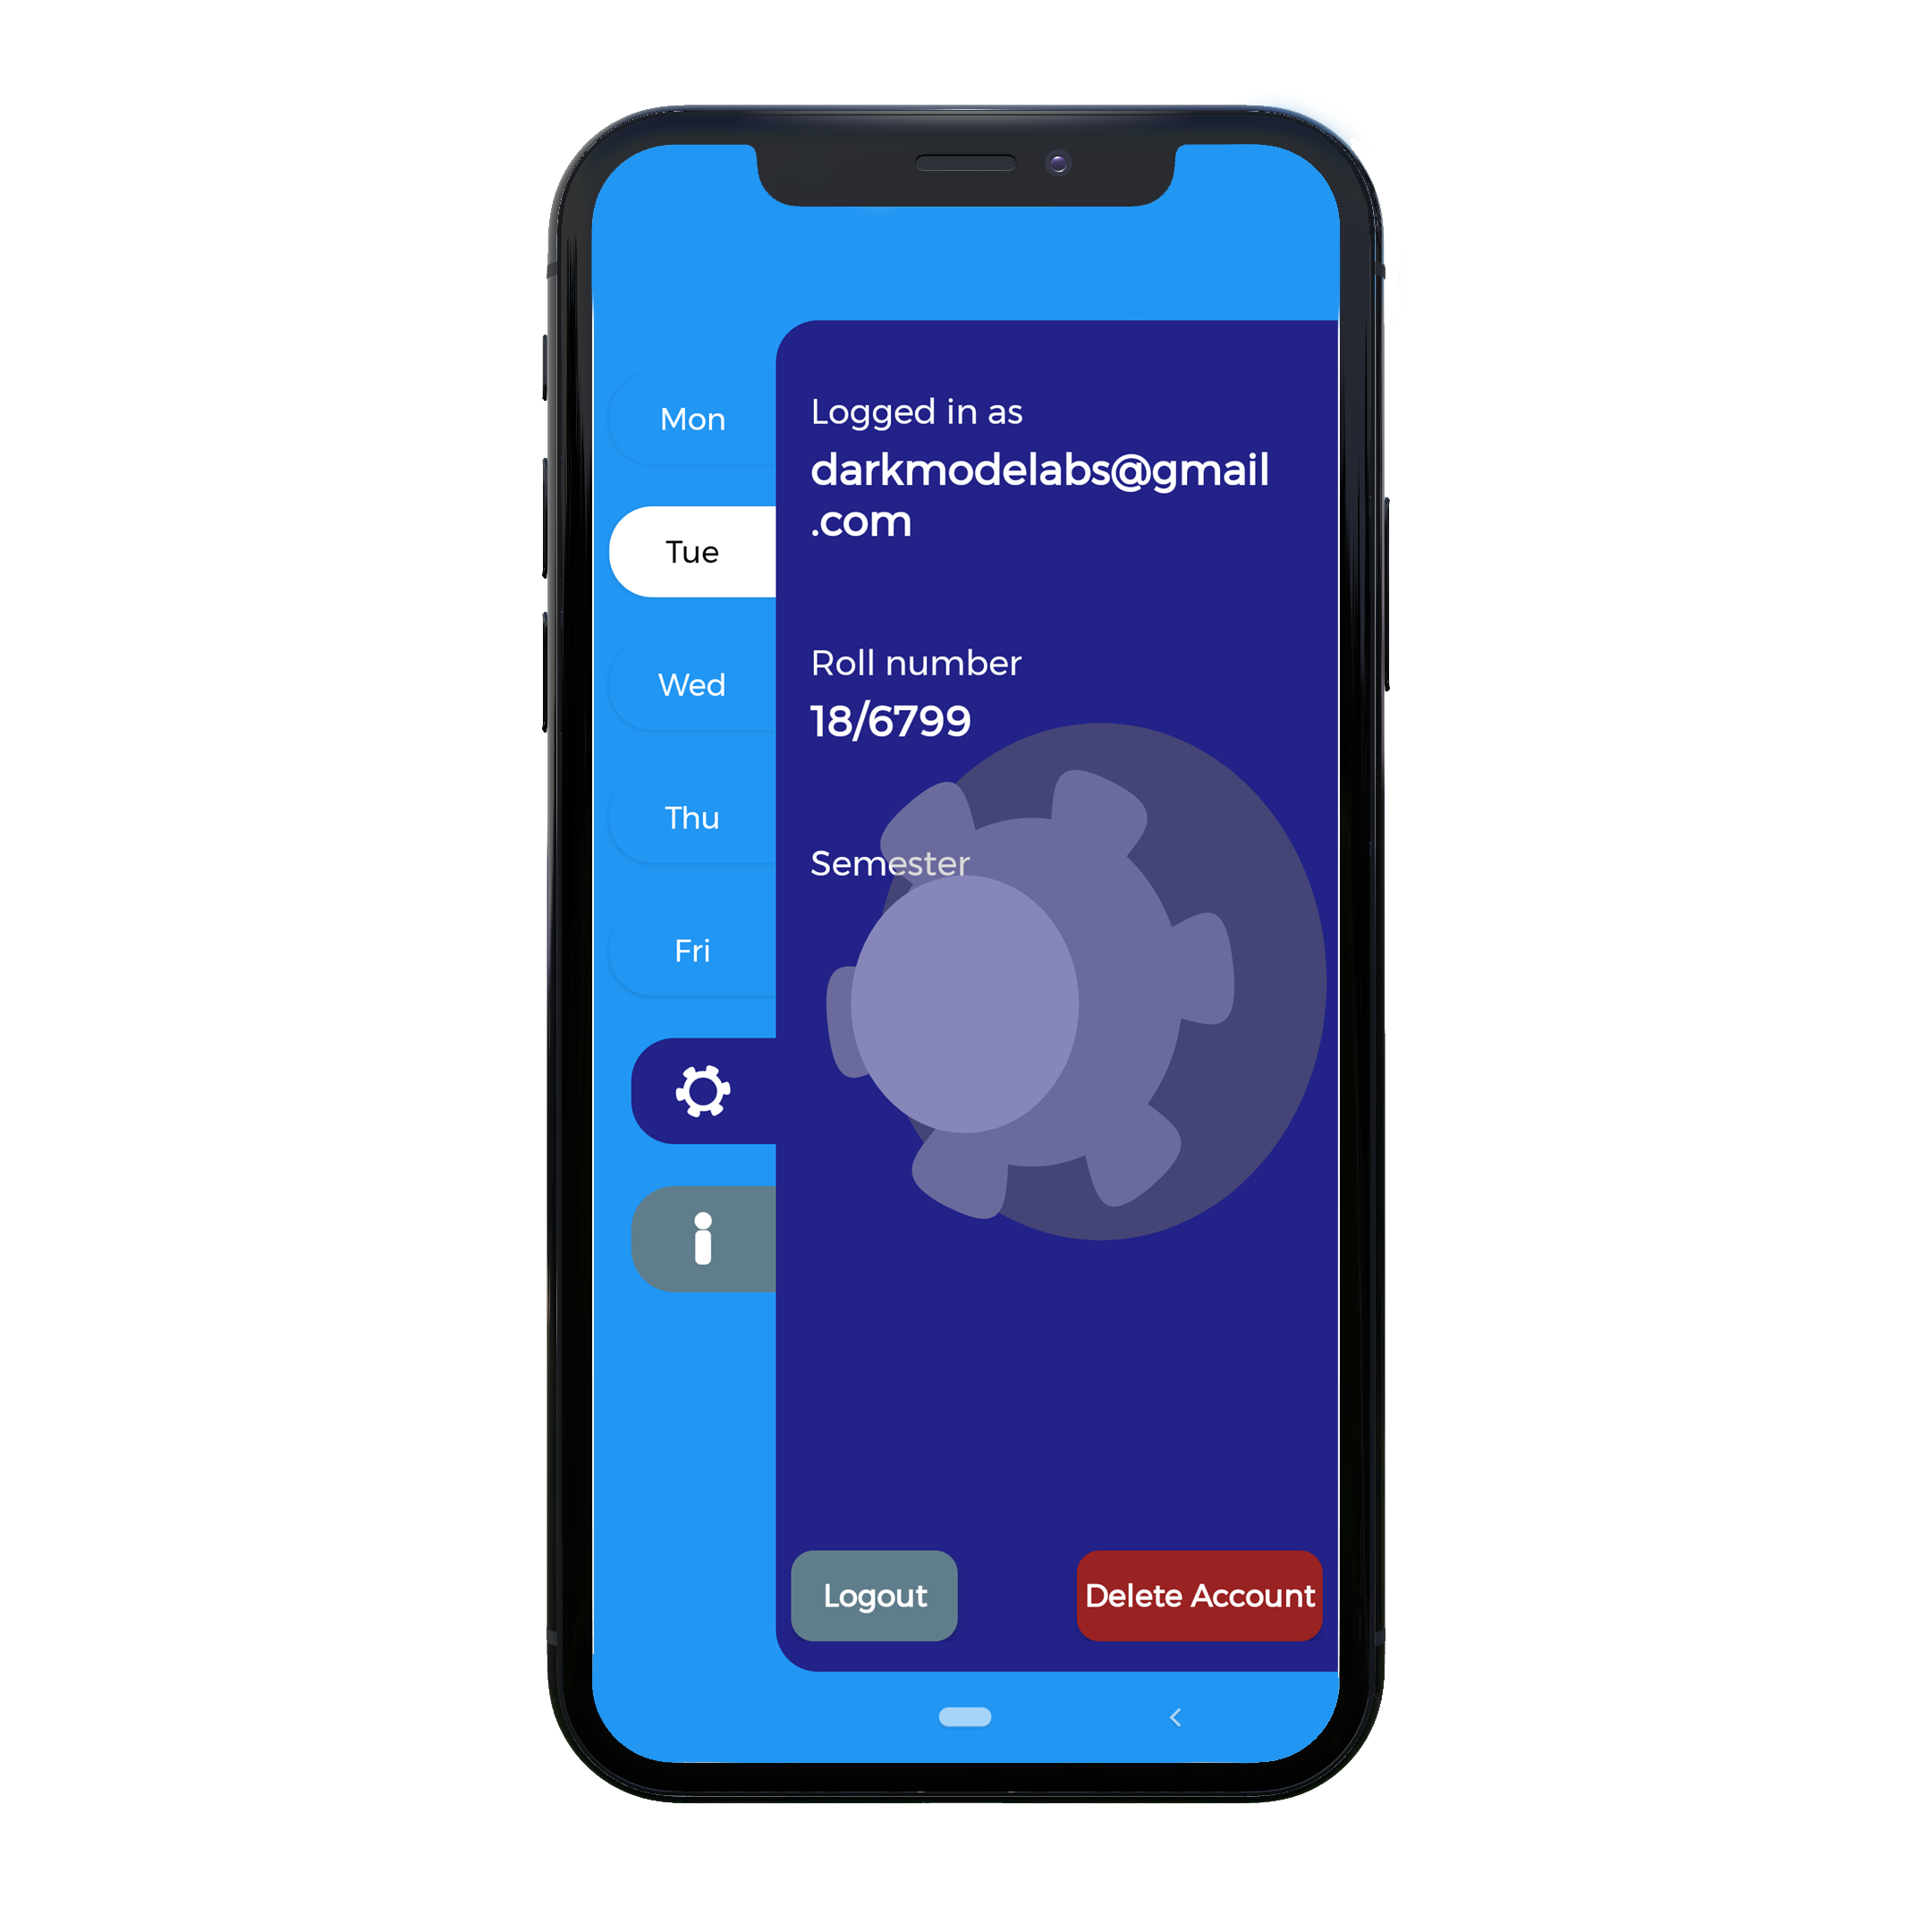 Mon
Tue
Wed
Thu
Fri
Logged in as
darkmodelabs@gmail
.com
Roll number
18/6799
Semester
Logout
Delete Account